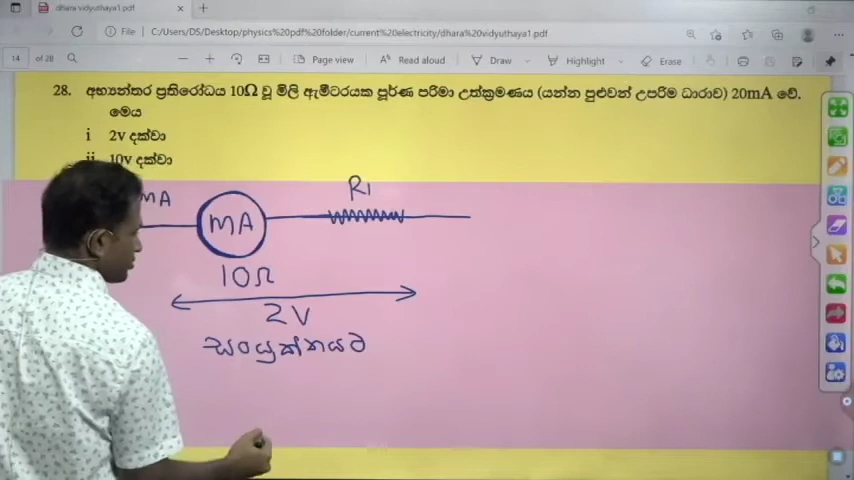 dhara vidyuthaya1.pdf
File
C:/Users/DS/Desktop/physics%20pdf%20folder/current%20electricity/dhara%20vidyuthaya1.pdf
14 of 28
Page view
Read aloud
Draw
Highlight
Erase
28. අභ්‍යන්තර ප්‍රතිරෝධය 10Ω වූ මිලි ඇමීටරයක පූර්ණ පරිමා උත්ක්‍රමණය (යන්න පුළුවන් උපරිම ධාරාව) 20mA වේ.
මෙය
i 2v දක්වා
ii 10v දක්වා
mA
mA
R1
10Ω
2V
සංයුක්තයට